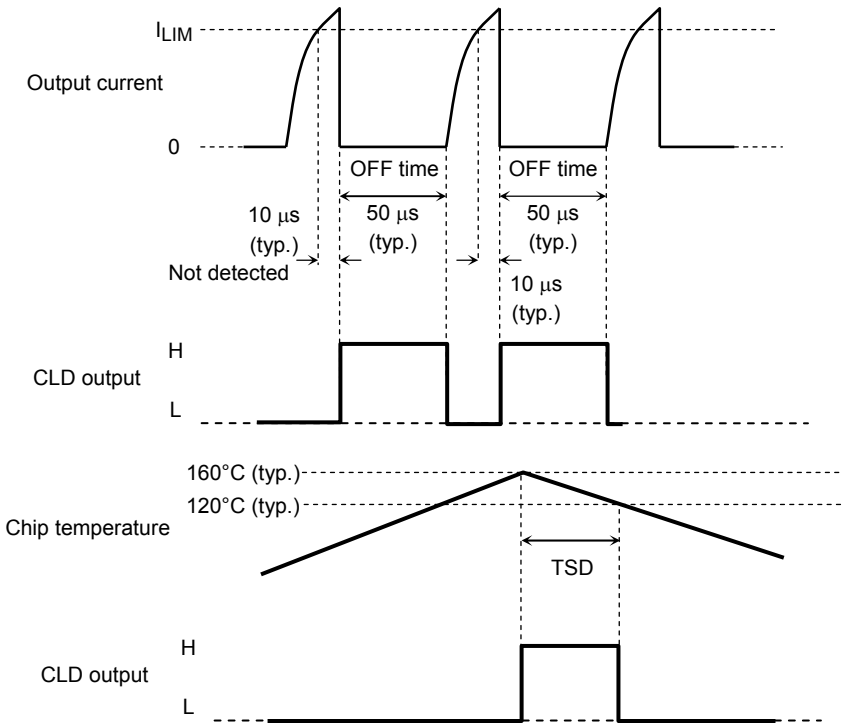 I_LIM
Output current
0
OFF time
OFF time
10 μs
(typ.)
50 μs
(typ.)
50 μs
(typ.)
Not detected
10 μs
(typ.)
H
CLD output
L
160°C (typ.)
120°C (typ.)
Chip temperature
TSD
H
CLD output
L